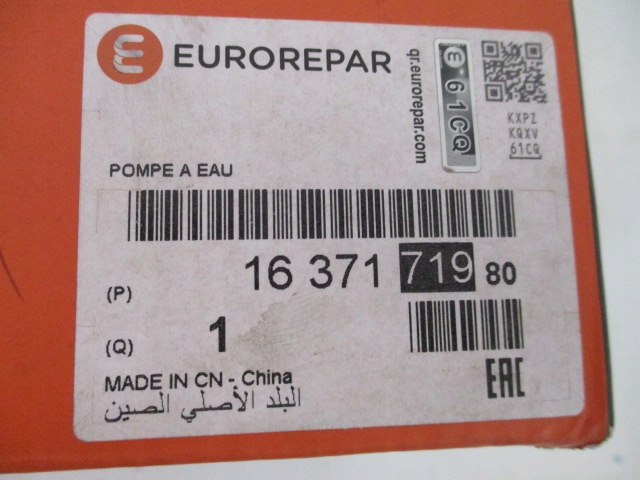 EUROREPAR
qr.eurorepar.com
61CQ
KXPZ
KQXV
61CQ
POMPE A EAU
(P) 16 371 719 80
(Q) 1
MADE IN CN - China
البلد الأصلي الصين
EAC